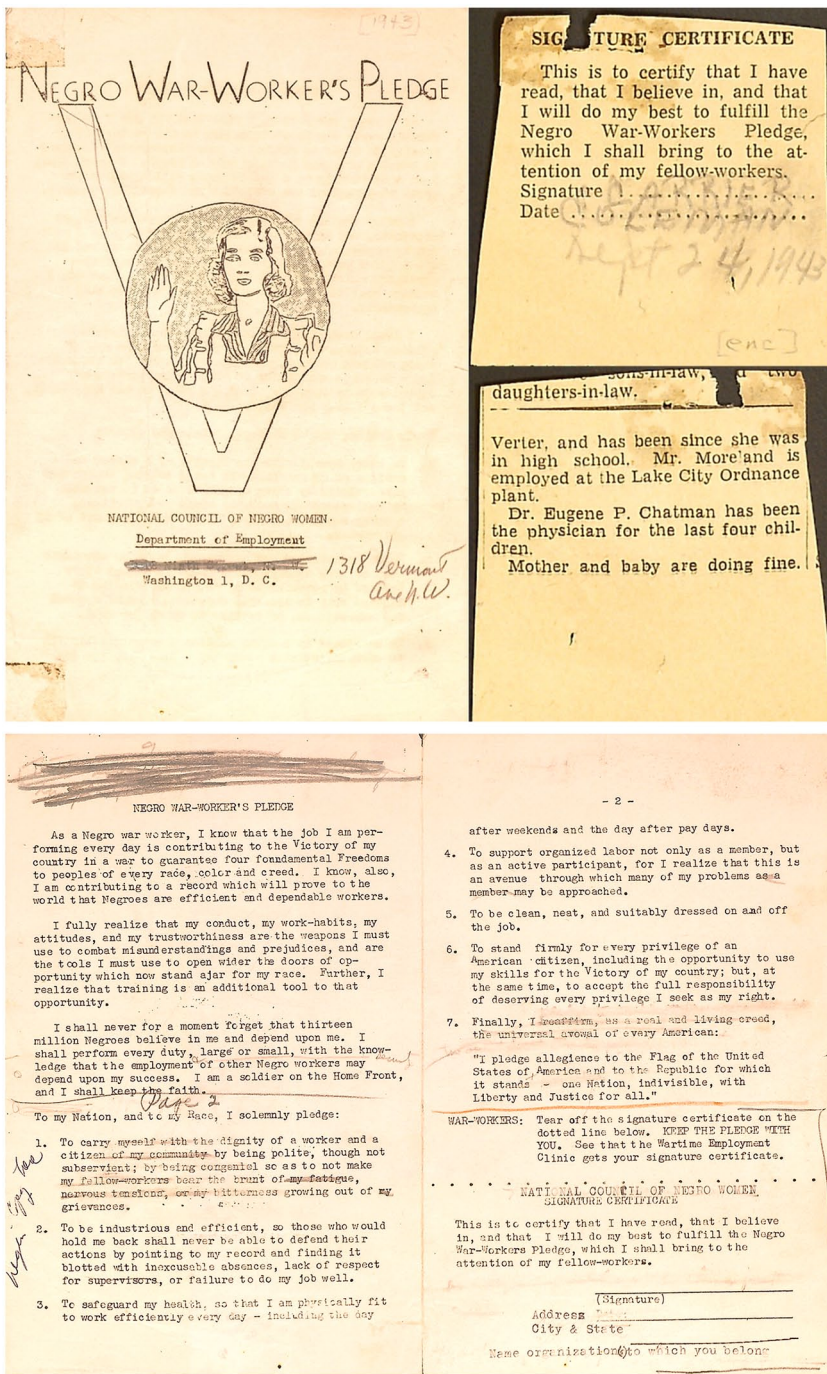 [1943]
NEGRO WAR-WORKER'S PLEDGE
NATIONAL COUNCIL OF NEGRO WOMEN.
Department of Employment
Washington 1, D. C.
1318 Vermont
Ave N.W.
SIG TURE CERTIFICATE
This is to certify that I have
read, that I believe in, and that
I will do my best to fulfill the
Negro War-Workers Pledge,
which I shall bring to the at-
tention of my fellow-workers.
Signature
Date
COLEMAN
Sept 24, 1943
[enc]
sons-in-law, two
daughters-in-law.
Verter, and has been since she was
in high school. Mr. More and is
employed at the Lake City Ordnance
plant.
Dr. Eugene P. Chatman has been
the physician for the last four chil-
dren.
Mother and baby are doing fine.
NEGRO WAR-WORKER'S PLEDGE
As a Negro war worker, I know that the job I am per-
forming every day is contributing to the Victory of my
country in a war to guarantee four fonndamental Freedoms
to peoples of every race, color and creed. I know, also,
I am contributing to a record which will prove to the
world that Negroes are efficient and dependable workers.
I fully realize that my conduct, my work-habits, my
attitudes, and my trustworthiness are the weapons I must
use to combat misunderstandings and prejudices, and are
the tools I must use to open wider the doors of op-
portunity which now stand ajar for my race. Further, I
realize that training is an additional tool to that
opportunity.
I shall never for a moment forget that thirteen
million Negroes believe in me and depend upon me. I
shall perform every duty, large or small, with the know-
ledge that the employment of other Negro workers may
depend upon my success. I am a soldier on the Home Front,
and I shall keep the faith.
Page 2
To my Nation, and to my Race, I solemnly pledge:
1. To carry myself with the dignity of a worker and a
citizen of my community by being polite, though not
subservient; by being congenial so as to not make
my fellow-workers bear the brunt of my fatigue,
nervous tensions, or my bitterness growing out of my
grievances.
2. To be industrious and efficient, so those who would
hold me back shall never be able to defend their
actions by pointing to my record and finding it
blotted with inexcusable absences, lack of respect
for supervisors, or failure to do my job well.
3. To safeguard my health, so that I am physically fit
to work efficiently every day - including the day
- 2 -
after weekends and the day after pay days.
4. To support organized labor not only as a member, but
as an active participant, for I realize that this is
an avenue through which many of my problems as a
member may be approached.
5. To be clean, neat, and suitably dressed on and off
the job.
6. To stand firmly for every privilege of an
American citizen, including the opportunity to use
my skills for the Victory of my country; but, at
the same time, to accept the full responsibility
of deserving every privilege I seek as my right.
7. Finally, I reaffirm, as a real and living creed,
the universal avowal of every American:
"I pledge allegience to the Flag of the United
States of America and to the Republic for which
it stands - one Nation, indivisible, with
Liberty and Justice for all."
WAR-WORKERS: Tear off the signature certificate on the
dotted line below. KEEP THE PLEDGE WITH
YOU. See that the Wartime Employment
Clinic gets your signature certificate.
NATIONAL COUNCIL OF NEGRO WOMEN
SIGNATURE CERTIFICATE
This is to certify that I have read, that I believe
in, and that I will do my best to fulfill the Negro
War-Workers Pledge, which I shall bring to the
attention of my fellow-workers.
(Signature)
Address
City & State
Name organization(s)to which you belong